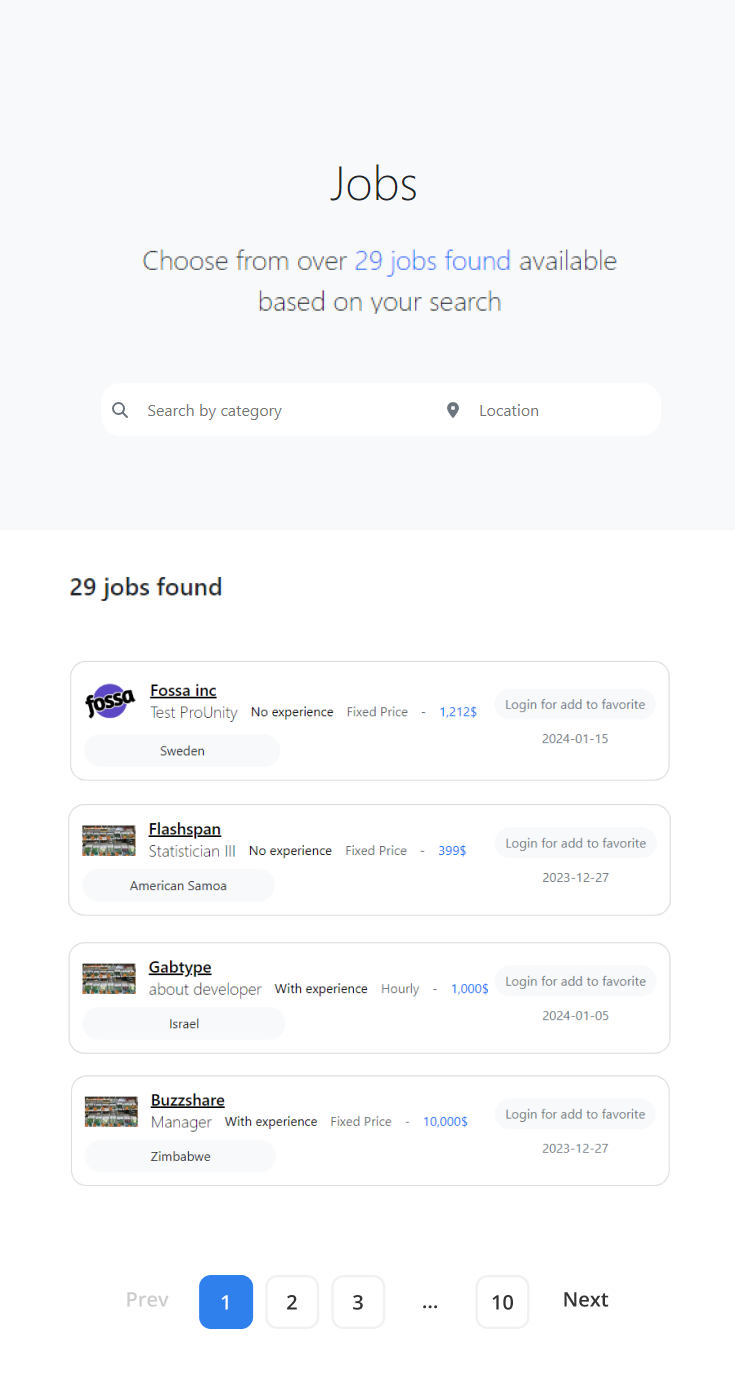 Jobs
Choose from over 29 jobs found available
based on your search
Search by category Location
29 jobs found
fossa
Fossa inc
Test ProUnity No experience Fixed Price - 1,212$
Login for add to favorite
2024-01-15
Sweden
Flashspan
Statistician III No experience Fixed Price - 399$
Login for add to favorite
2023-12-27
American Samoa
Gabtype
about developer With experience Hourly - 1,000$
Login for add to favorite
2024-01-05
Israel
Buzzshare
Manager With experience Fixed Price - 10,000$
Login for add to favorite
2023-12-27
Zimbabwe
Prev 1 2 3 ... 10 Next